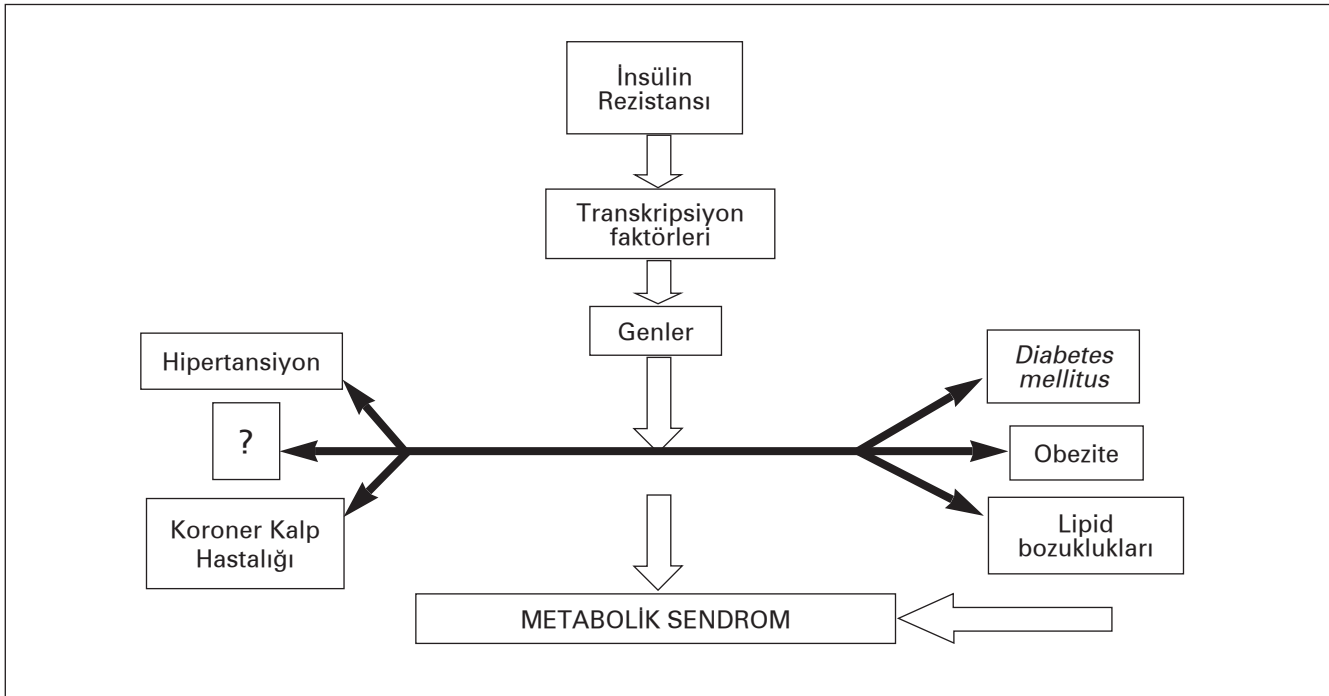 İnsülin
Rezistansı
Transkripsiyon
faktörleri
Genler
Hipertansiyon
?
Koroner Kalp
Hastalığı
Diabetes
mellitus
Obezite
Lipid
bozuklukları
METABOLİK SENDROM